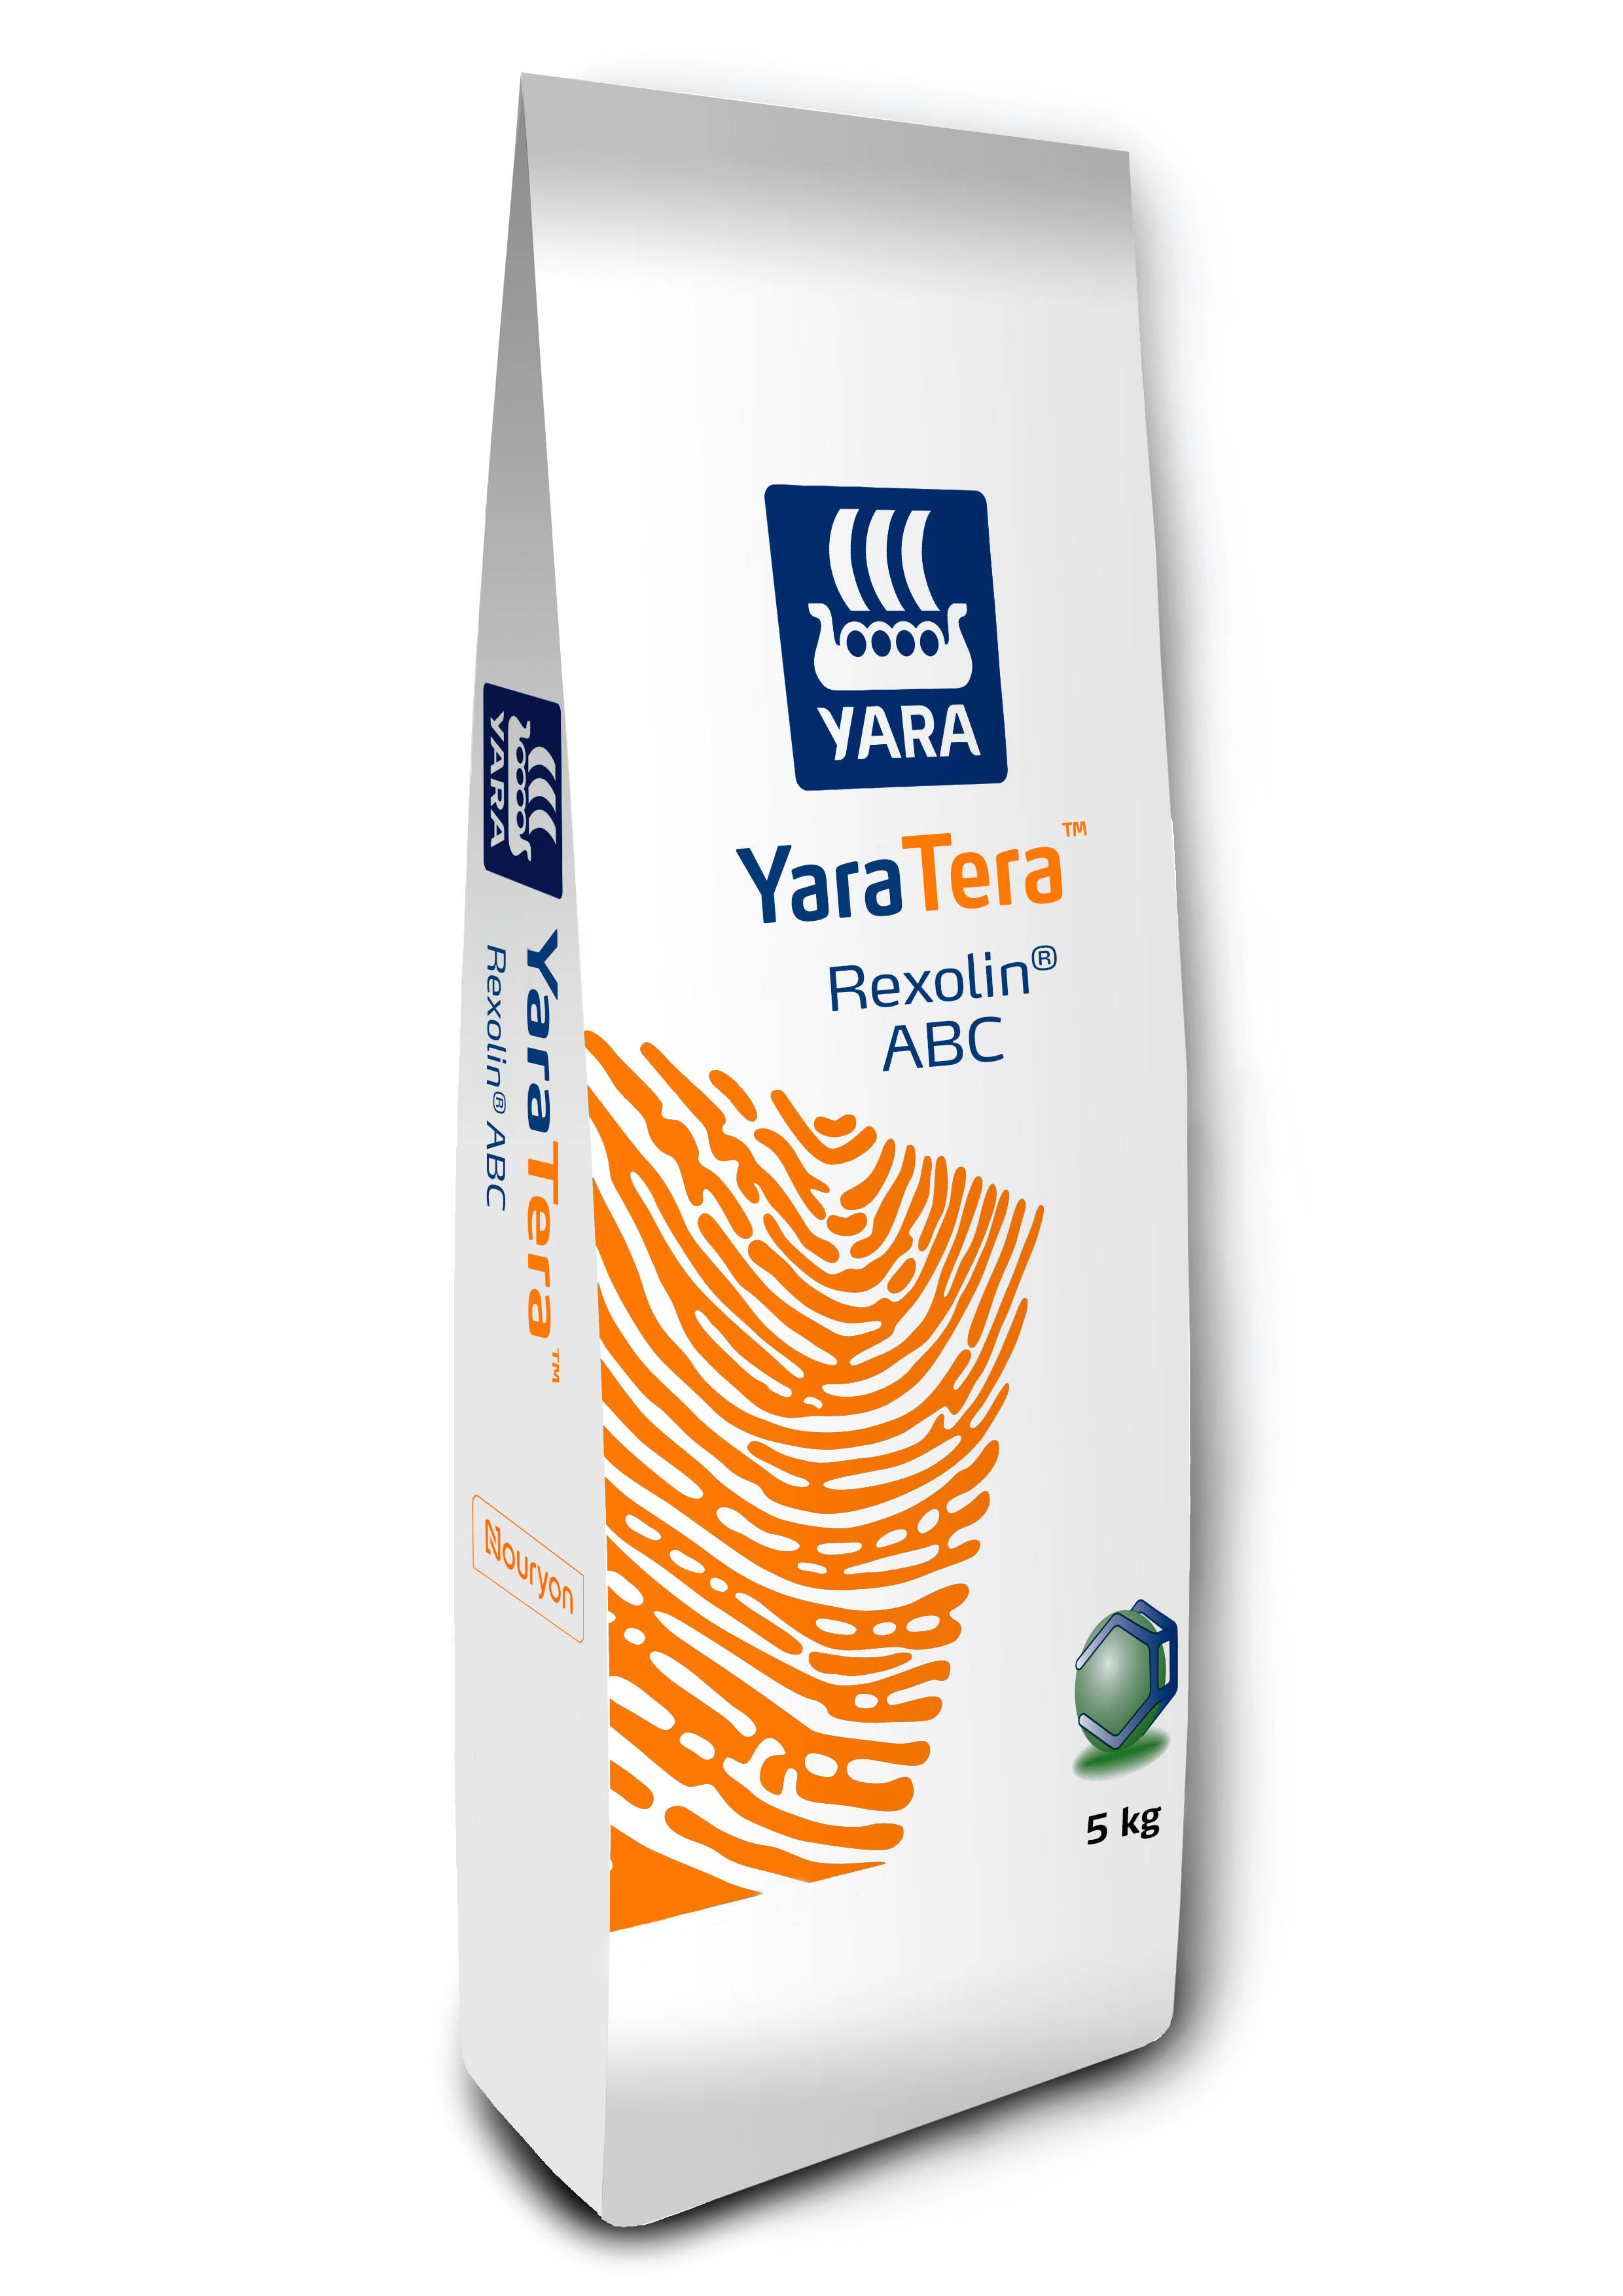 YARA
YaraTera™
Rexolin®
ABC
5 kg
YARA
YaraTera™
Rexolin® ABC
Nouryon